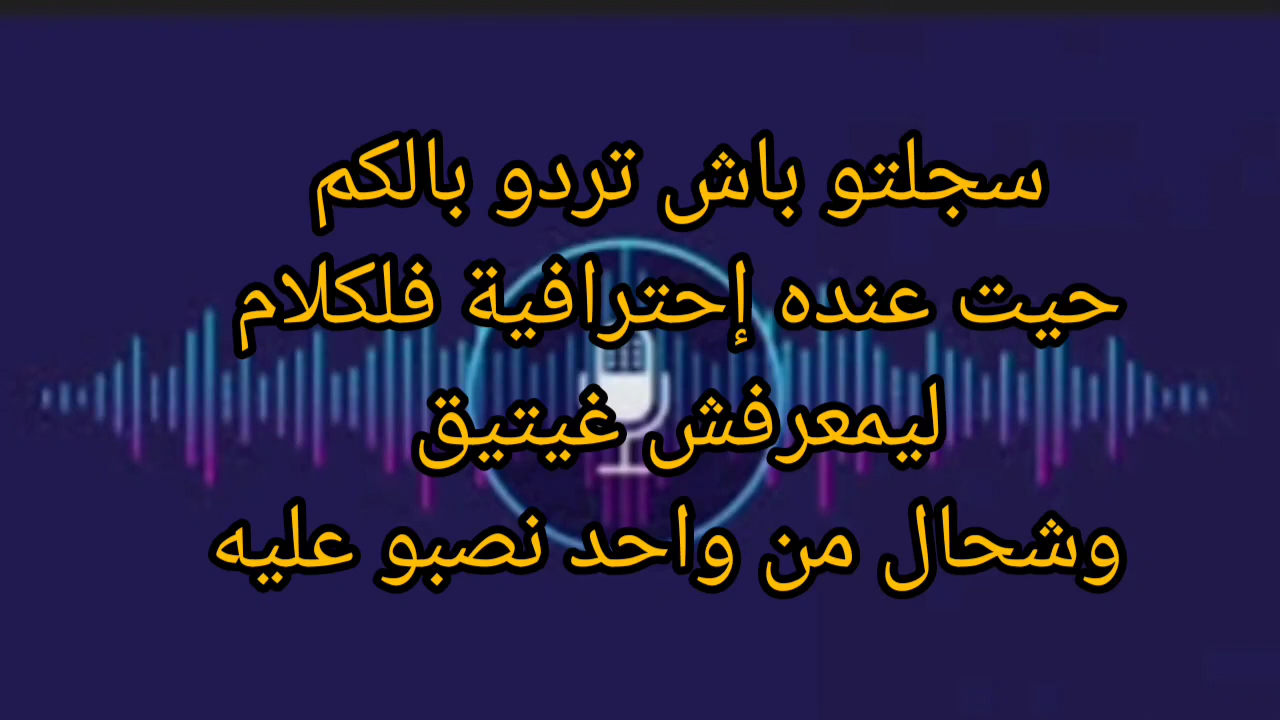 سجلتو باش تردو بالكم
حيت عنده إحترافية فلكلام
ليمعرفش غيتيق
وشحال من واحد نصبو عليه